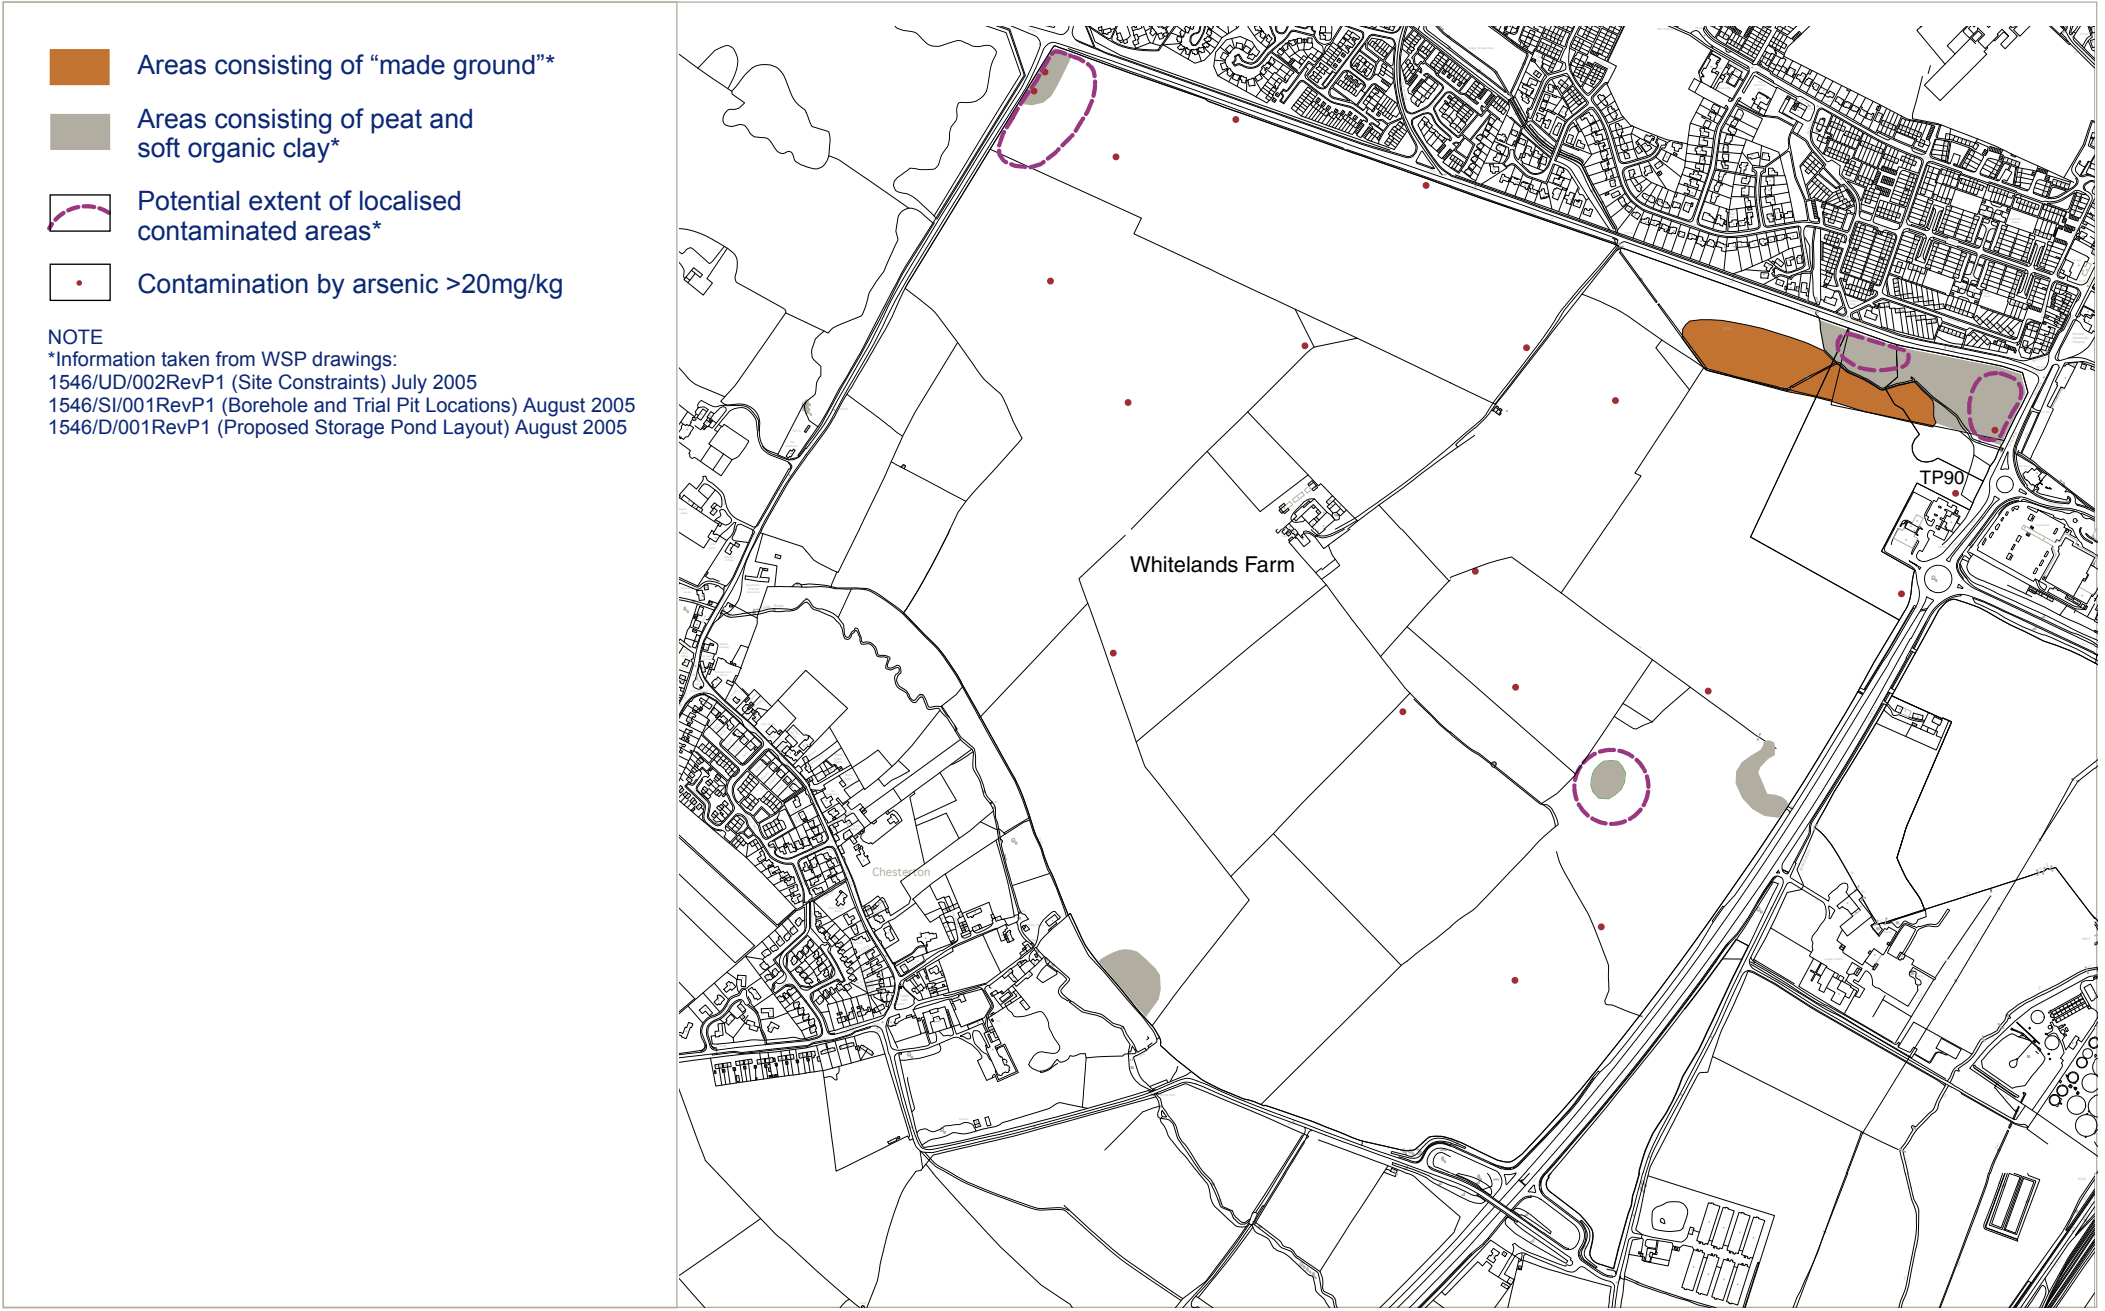 Areas consisting of “made ground”*
Areas consisting of peat and
soft organic clay*
Potential extent of localised
contaminated areas*
Contamination by arsenic >20mg/kg
NOTE
*Information taken from WSP drawings:
1546/UD/002RevP1 (Site Constraints) July 2005
1546/SI/001RevP1 (Borehole and Trial Pit Locations) August 2005
1546/D/001RevP1 (Proposed Storage Pond Layout) August 2005
TP90
Whitelands Farm
Chesterton